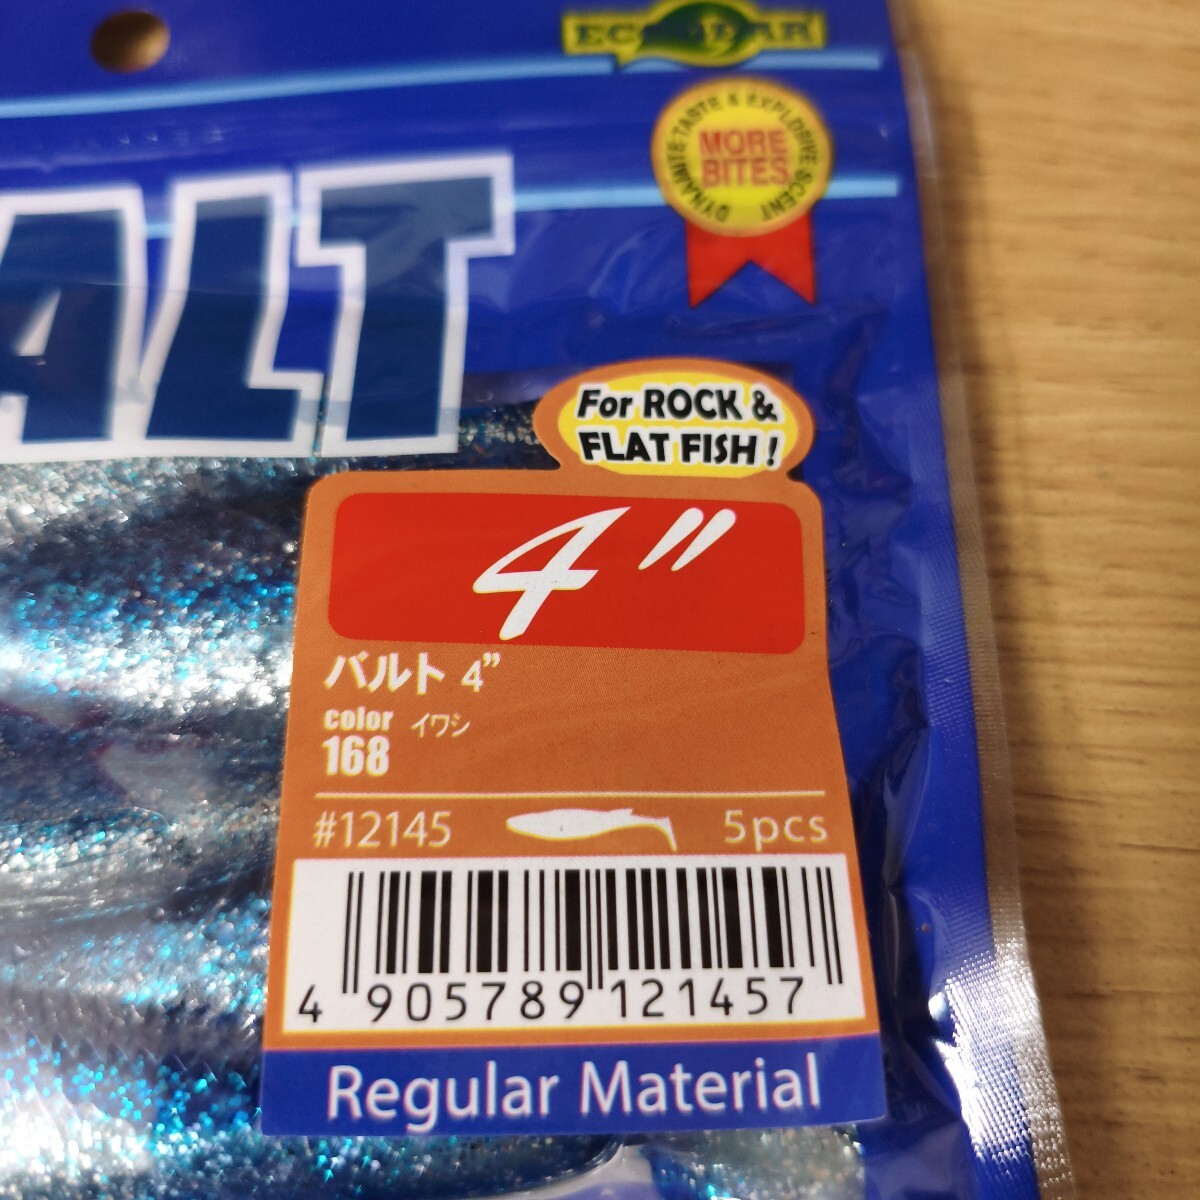 ECOGEAR
DYNAMITE TASTE & EXPLOSIVE SCENT
MORE
BITES
ALT
For ROCK &
FLAT FISH!
4"
バルト 4"
color イワシ
168
#12145 5pcs
4 905789 121457
Regular Material